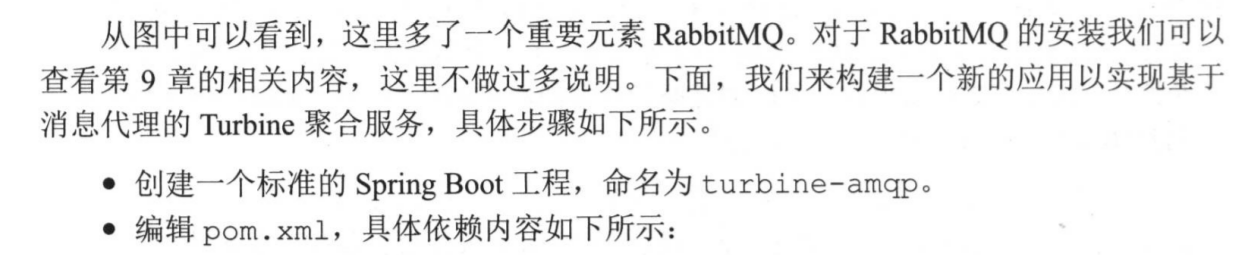 从图中可以看到，这里多了一个重要元素 RabbitMQ。对于 RabbitMQ 的安装我们可以
查看第 9 章的相关内容，这里不做过多说明。下面，我们来构建一个新的应用以实现基于
消息代理的 Turbine 聚合服务，具体步骤如下所示。
• 创建一个标准的 Spring Boot 工程，命名为 turbine-amqp。
• 编辑 pom.xml，具体依赖内容如下所示：